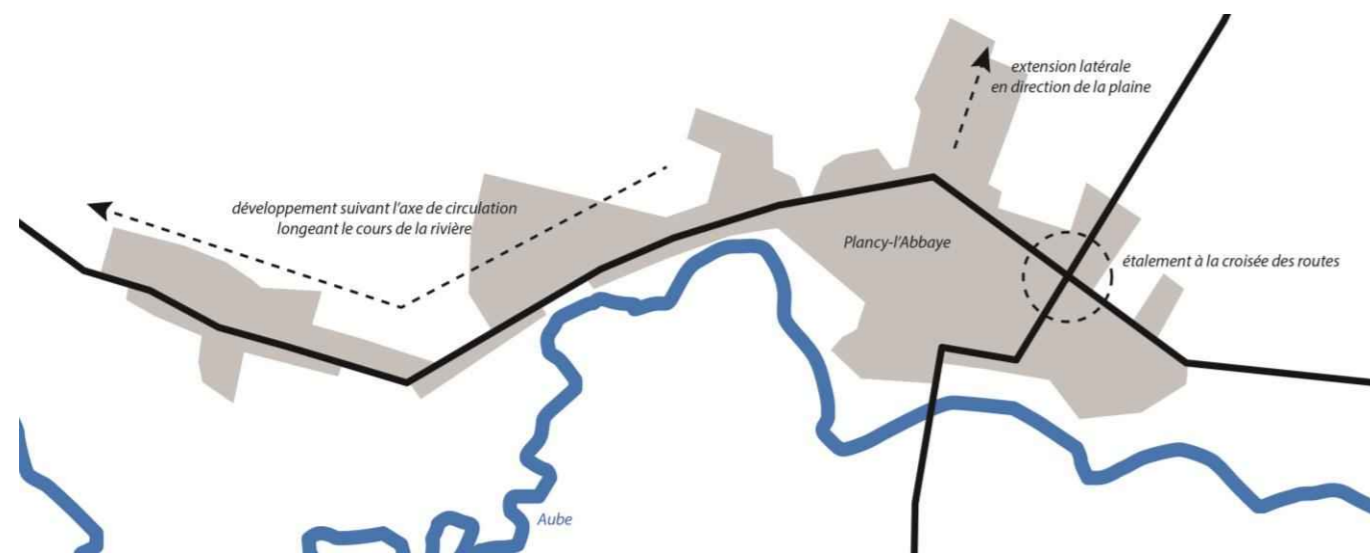 extension latérale
en direction de la plaine
développement suivant l'axe de circulation
longeant le cours de la rivière
Plancy-l'Abbaye
étalement à la croisée des routes
Aube